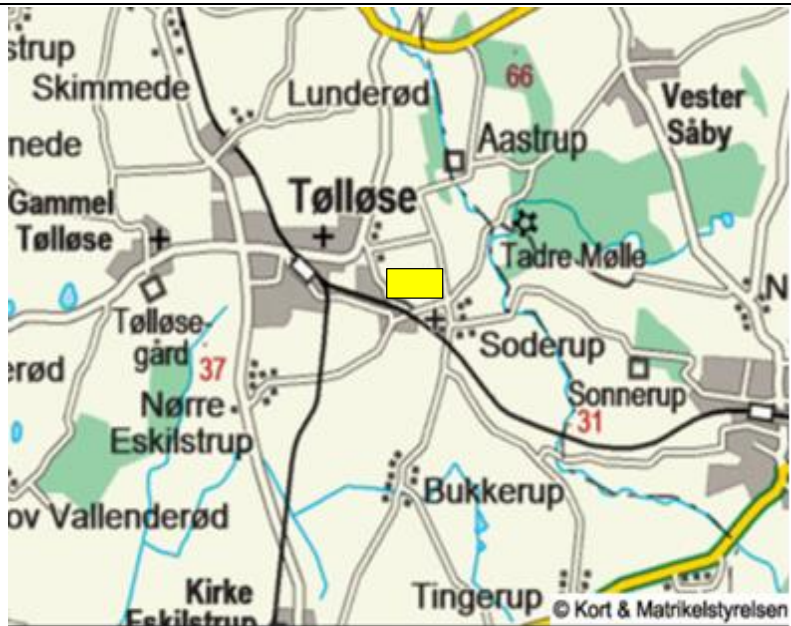 strup
Skimmede
Lunderød
66
Vester
Såby
Aastrup
nede
Gammel
Tølløse
Tølløse
Tadre Mølle
N
Tølløse-
gård
37
erød
Soderup
Sonnerup
Nørre
Eskilstrup
31
ov Vallenderød
Bukkerup
Kirke
Eskilstrup
Tingerup
© Kort & Matrikelstyrelsen